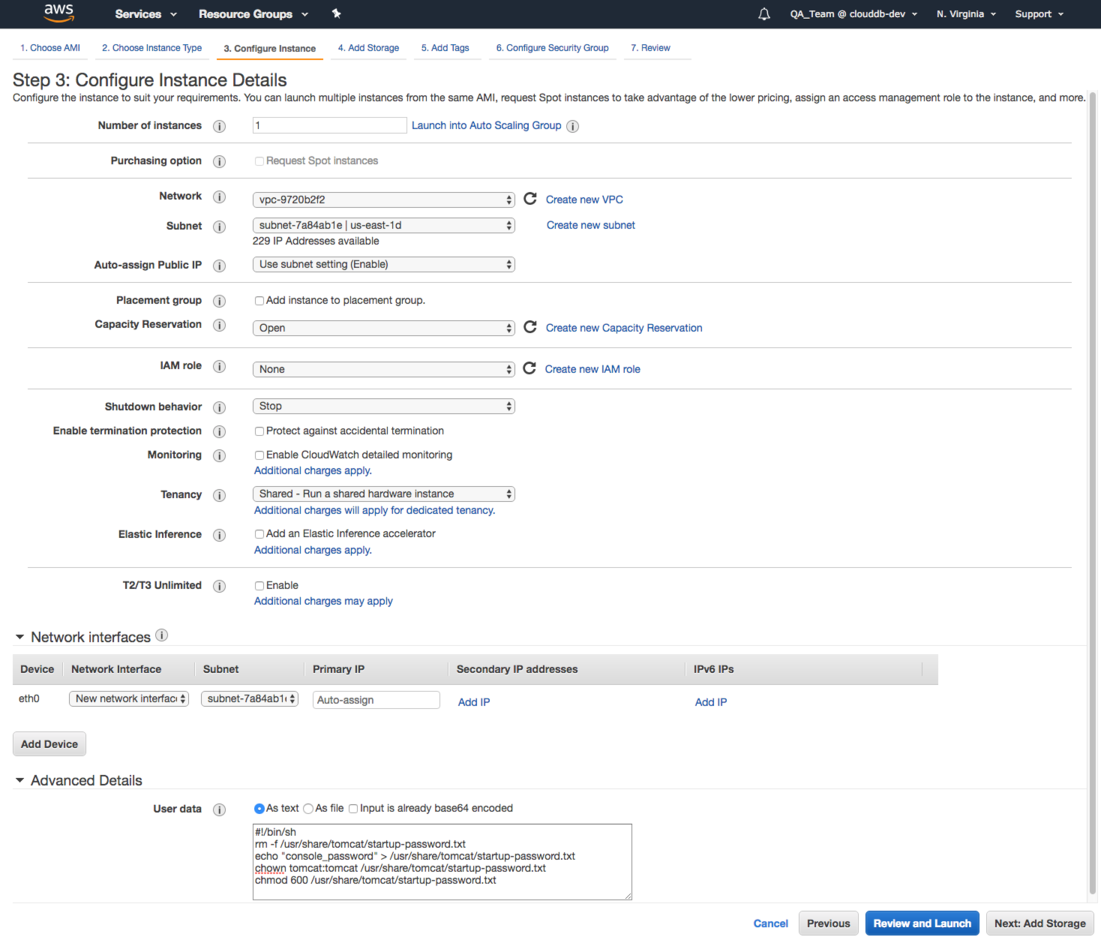 aws Services Resource Groups QA_Team @ clouddb-dev N. Virginia Support
1. Choose AMI 2. Choose Instance Type 3. Configure Instance 4. Add Storage 5. Add Tags 6. Configure Security Group 7. Review
Step 3: Configure Instance Details
Configure the instance to suit your requirements. You can launch multiple instances from the same AMI, request Spot instances to take advantage of the lower pricing, assign an access management role to the instance, and more.
Number of instances i 1 Launch into Auto Scaling Group i
Purchasing option i Request Spot instances
Network i vpc-9720b2f2 Create new VPC
Subnet i subnet-7a84ab1e | us-east-1d Create new subnet
229 IP Addresses available
Auto-assign Public IP i Use subnet setting (Enable)
Placement group i Add instance to placement group.
Capacity Reservation i Open Create new Capacity Reservation
IAM role i None Create new IAM role
Shutdown behavior i Stop
Enable termination protection i Protect against accidental termination
Monitoring i Enable CloudWatch detailed monitoring
Additional charges apply.
Tenancy i Shared - Run a shared hardware instance
Additional charges will apply for dedicated tenancy.
Elastic Inference i Add an Elastic Inference accelerator
Additional charges apply.
T2/T3 Unlimited i Enable
Additional charges may apply
Network interfaces i
Device Network Interface Subnet Primary IP Secondary IP addresses IPv6 IPs
eth0 New network interfac subnet-7a84ab1 Auto-assign Add IP Add IP
Add Device
Advanced Details
User data i As text As file Input is already base64 encoded
#!/bin/sh
rm -f /usr/share/tomcat/startup-password.txt
echo "console_password" > /usr/share/tomcat/startup-password.txt
chown tomcat:tomcat /usr/share/tomcat/startup-password.txt
chmod 600 /usr/share/tomcat/startup-password.txt
Cancel Previous Review and Launch Next: Add Storage